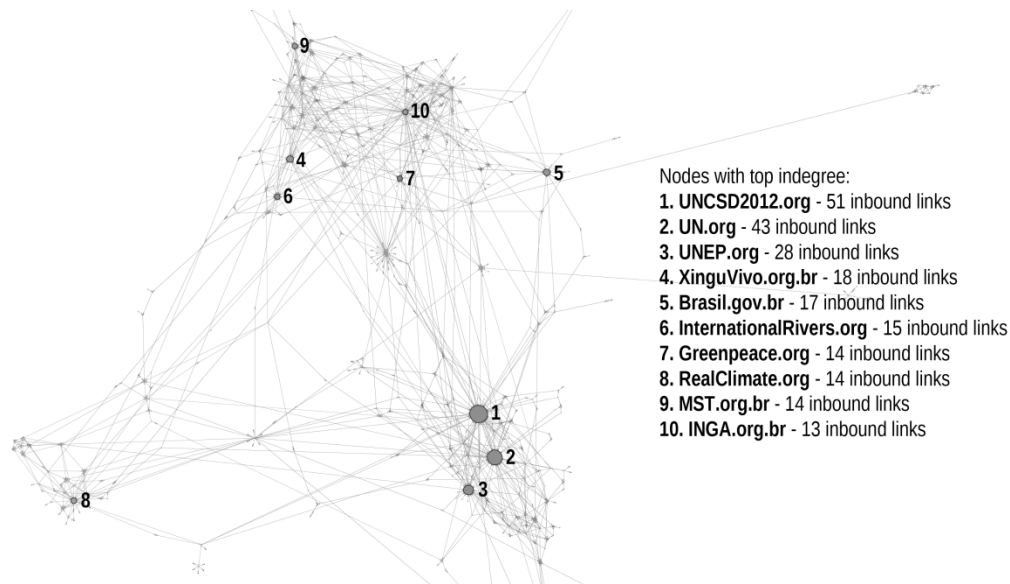 9
10
4
7
5
6
Nodes with top indegree:
1. UNCSD2012.org - 51 inbound links
2. UN.org - 43 inbound links
3. UNEP.org - 28 inbound links
4. XinguVivo.org.br - 18 inbound links
5. Brasil.gov.br - 17 inbound links
6. InternationalRivers.org - 15 inbound links
7. Greenpeace.org - 14 inbound links
8. RealClimate.org - 14 inbound links
9. MST.org.br - 14 inbound links
10. INGA.org.br - 13 inbound links
1
2
3
8